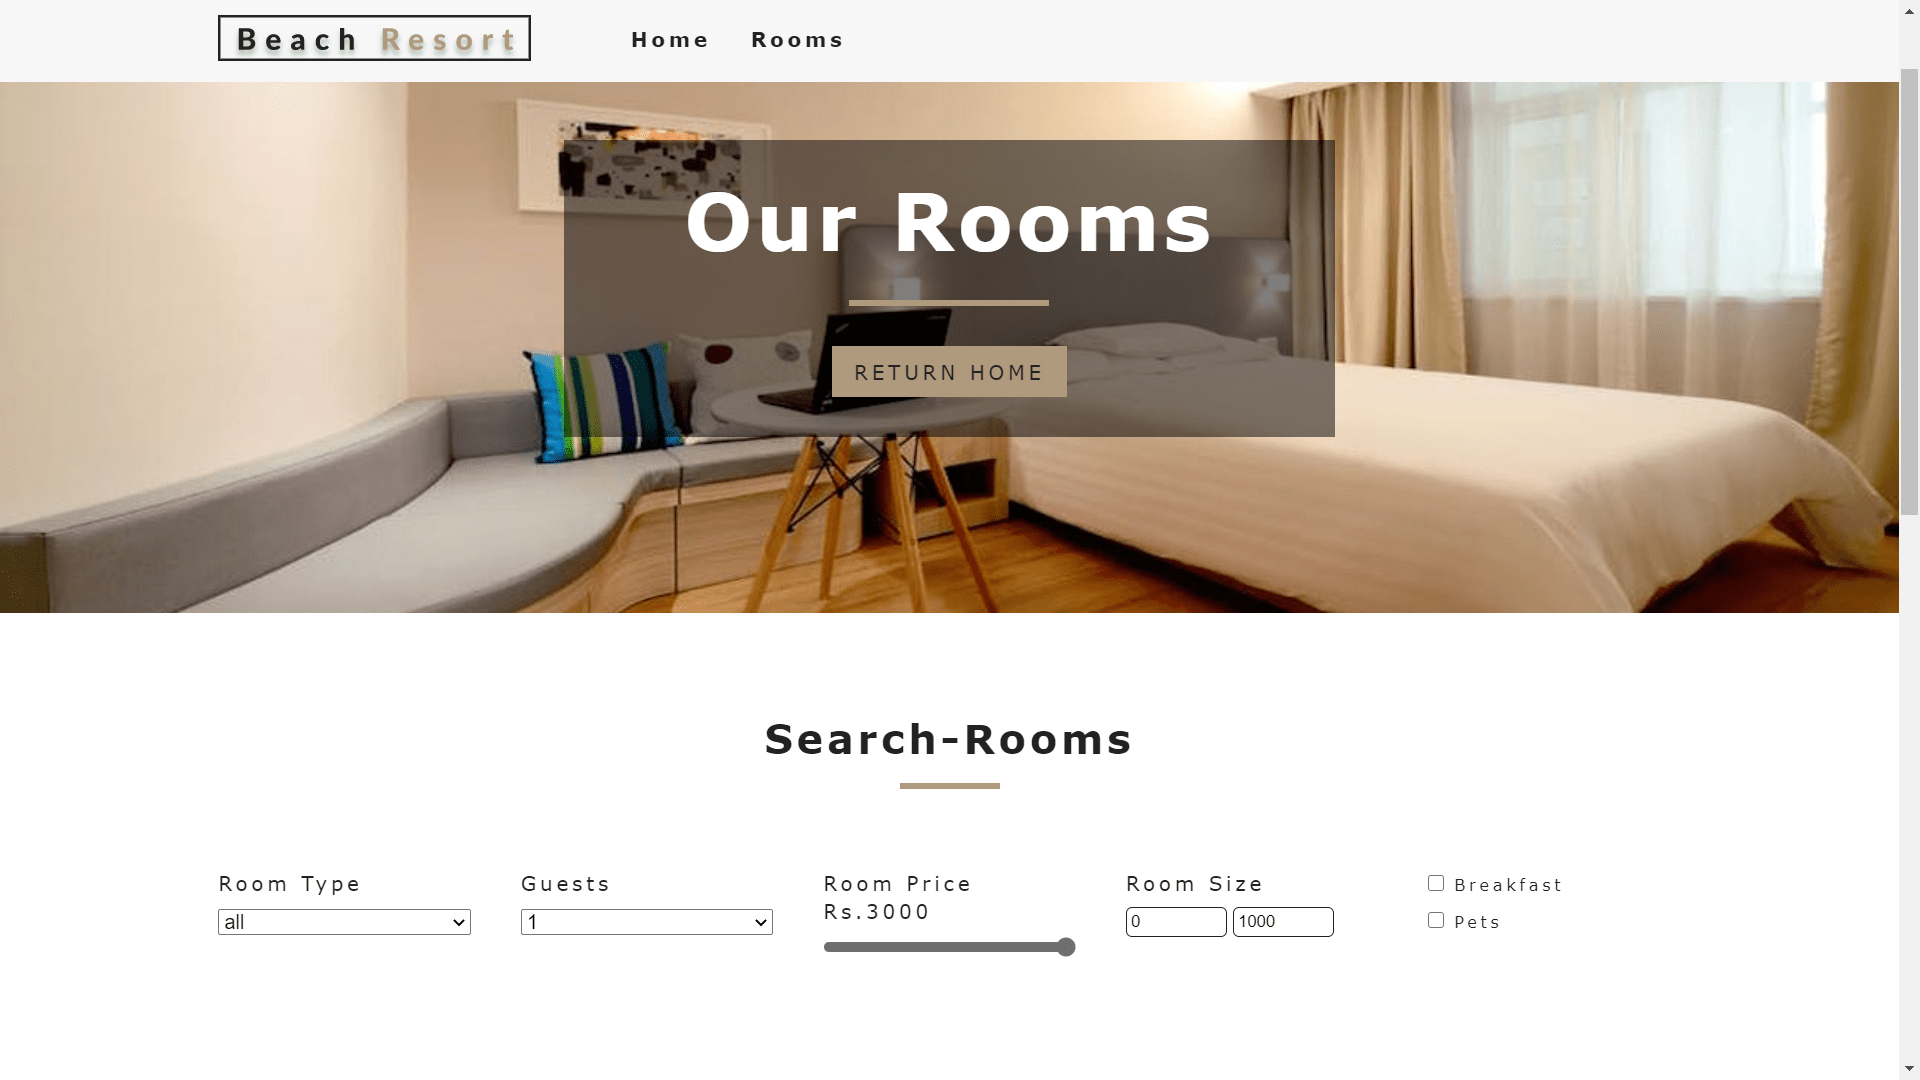 Beach Resort
Home Rooms
Our Rooms
RETURN HOME
Search-Rooms
Room Type
all
Guests
1
Room Price
Rs.3000
Room Size
0 1000
Breakfast
Pets